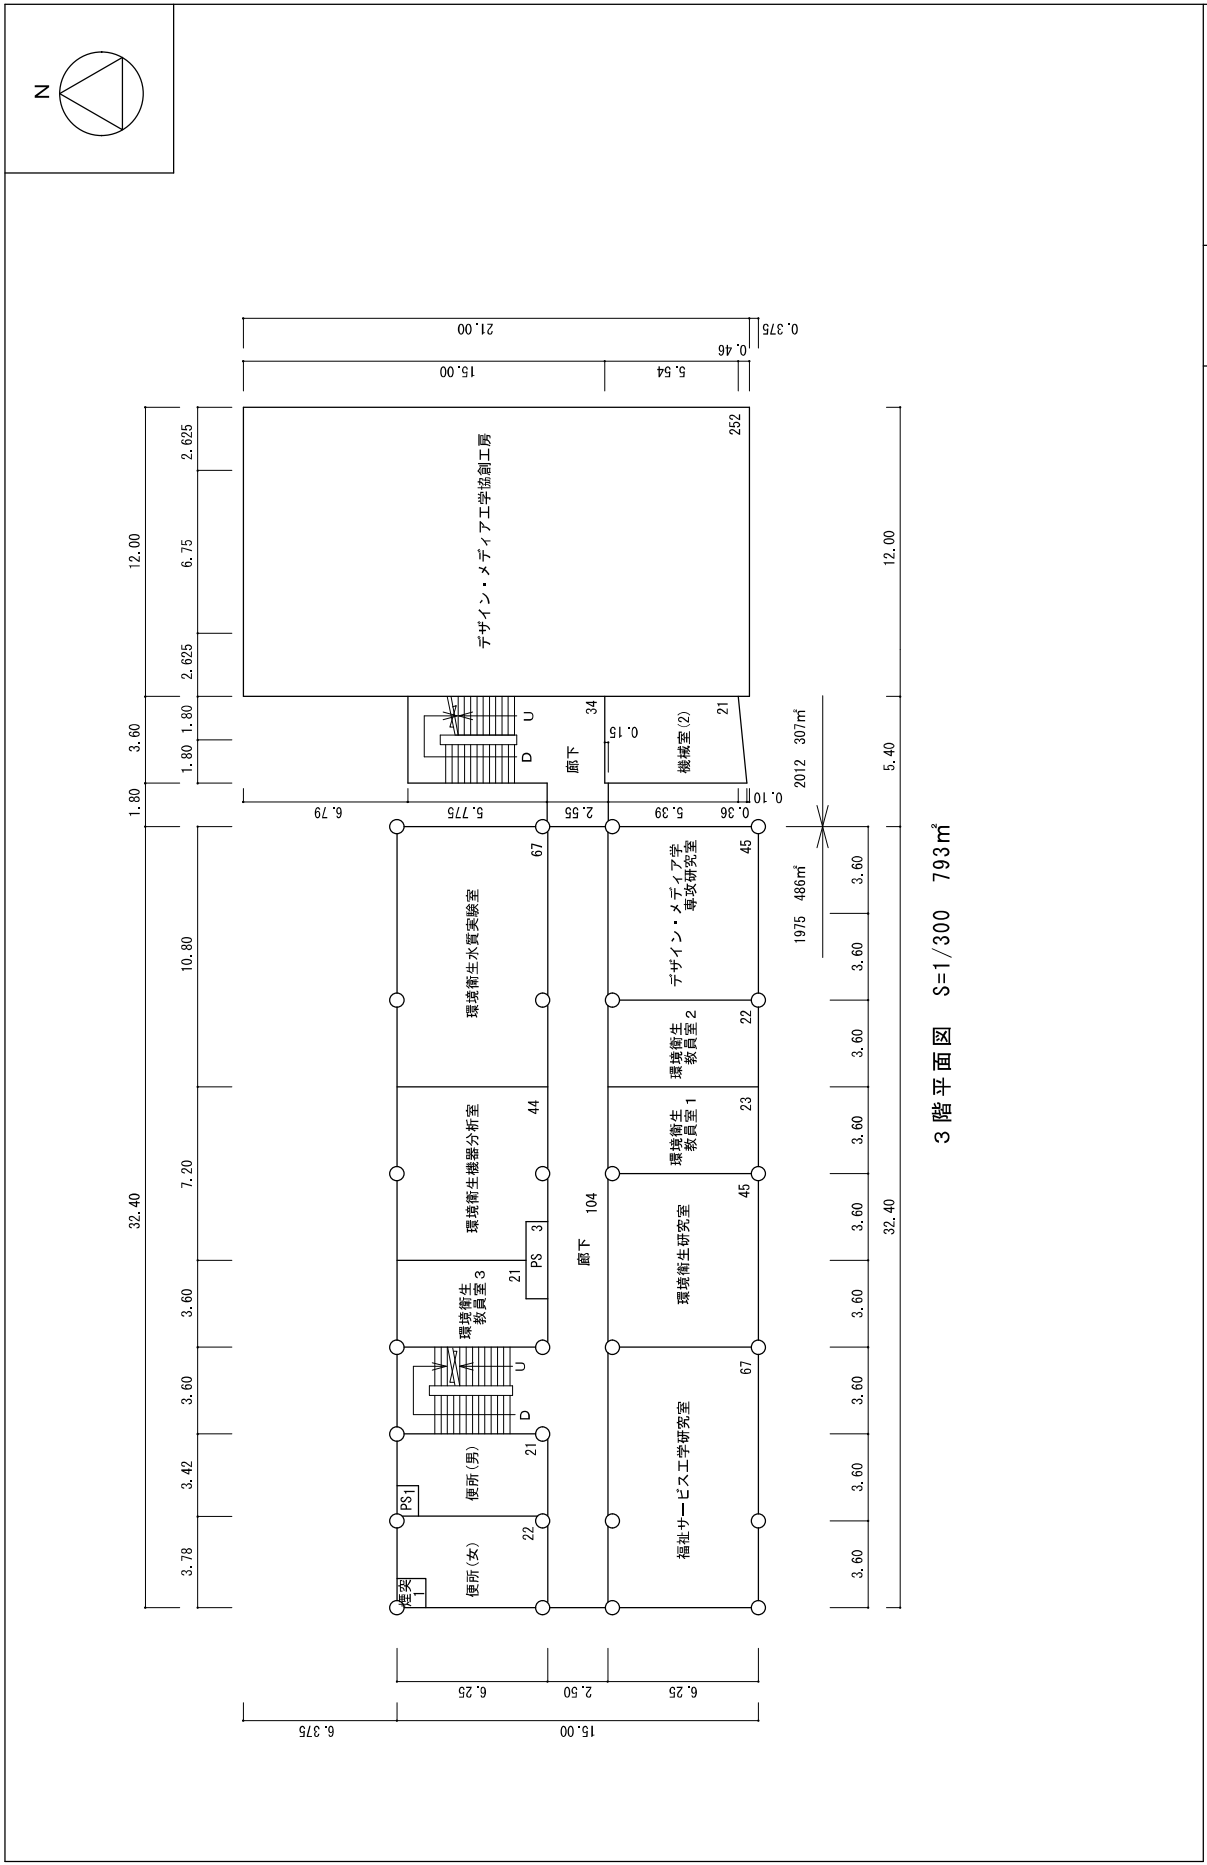 N
12.00
3.60
1.80
32.40
2.625
6.75
2.625
1.80
1.80
10.80
7.20
3.60
3.60
3.42
3.78
21.00
0.375
15.00
5.54
0.46
デザイン・メディア工学協創工房
252
U
D
廊下
34
0.15
機械室(2)
21
6.79
5.775
2.55
5.39
0.36
0.10
環境衛生水質実験室
67
環境衛生機器分析室
44
PS
3
環境衛生
教員室3
21
U
D
便所(男)
21
PS1
便所(女)
22
煙突
1
廊下
104
デザイン・メディア学
専攻研究室
45
環境衛生
教員室2
22
環境衛生
教員室1
23
環境衛生研究室
45
福祉サービス工学研究室
67
2012 307㎡
1975 486㎡
3.60
3.60
3.60
3.60
3.60
3.60
3.60
3.60
3.60
12.00
5.40
32.40
6.25
2.50
6.25
6.375
15.00
3階平面図 S=1/300 793㎡